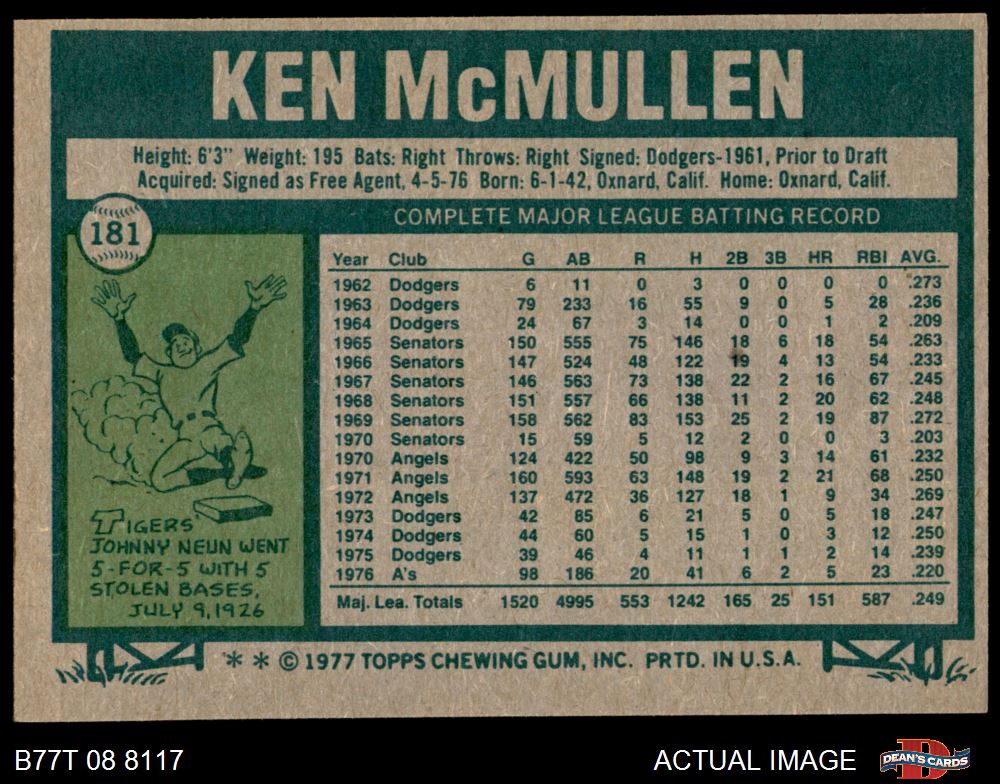 KEN McMULLEN
Height: 6'3" Weight: 195 Bats: Right Throws: Right Signed: Dodgers-1961, Prior to Draft
Acquired: Signed as Free Agent, 4-5-76 Born: 6-1-42, Oxnard, Calif. Home: Oxnard, Calif.
181
COMPLETE MAJOR LEAGUE BATTING RECORD
Year Club G AB R H 2B 3B HR RBI AVG.
1962 Dodgers 6 11 0 3 0 0 0 0 .273
1963 Dodgers 79 233 16 55 9 0 5 28 .236
1964 Dodgers 24 67 3 14 0 0 1 2 .209
1965 Senators 150 555 75 146 18 6 18 54 .263
1966 Senators 147 524 48 122 19 4 13 54 .233
1967 Senators 146 563 73 138 22 2 16 67 .245
1968 Senators 151 557 66 138 11 2 20 62 .248
1969 Senators 158 562 83 153 25 2 19 87 .272
1970 Senators 15 59 5 12 2 0 0 3 .203
1970 Angels 124 422 50 98 9 3 14 61 .232
1971 Angels 160 593 63 148 19 2 21 68 .250
1972 Angels 137 472 36 127 18 1 9 34 .269
1973 Dodgers 42 85 6 21 5 0 5 18 .247
1974 Dodgers 44 60 5 15 1 0 3 12 .250
1975 Dodgers 39 46 4 11 1 1 2 14 .239
1976 A's 98 186 20 41 6 2 5 23 .220
Maj. Lea. Totals 1520 4995 553 1242 165 25 151 587 .249
TIGERS'
JOHNNY NEUN WENT
5-FOR-5 WITH 5
STOLEN BASES,
JULY 9, 1926
* * © 1977 TOPPS CHEWING GUM, INC. PRTD. IN U.S.A.
B77T 08 8117
ACTUAL IMAGE
DEAN'S CARDS